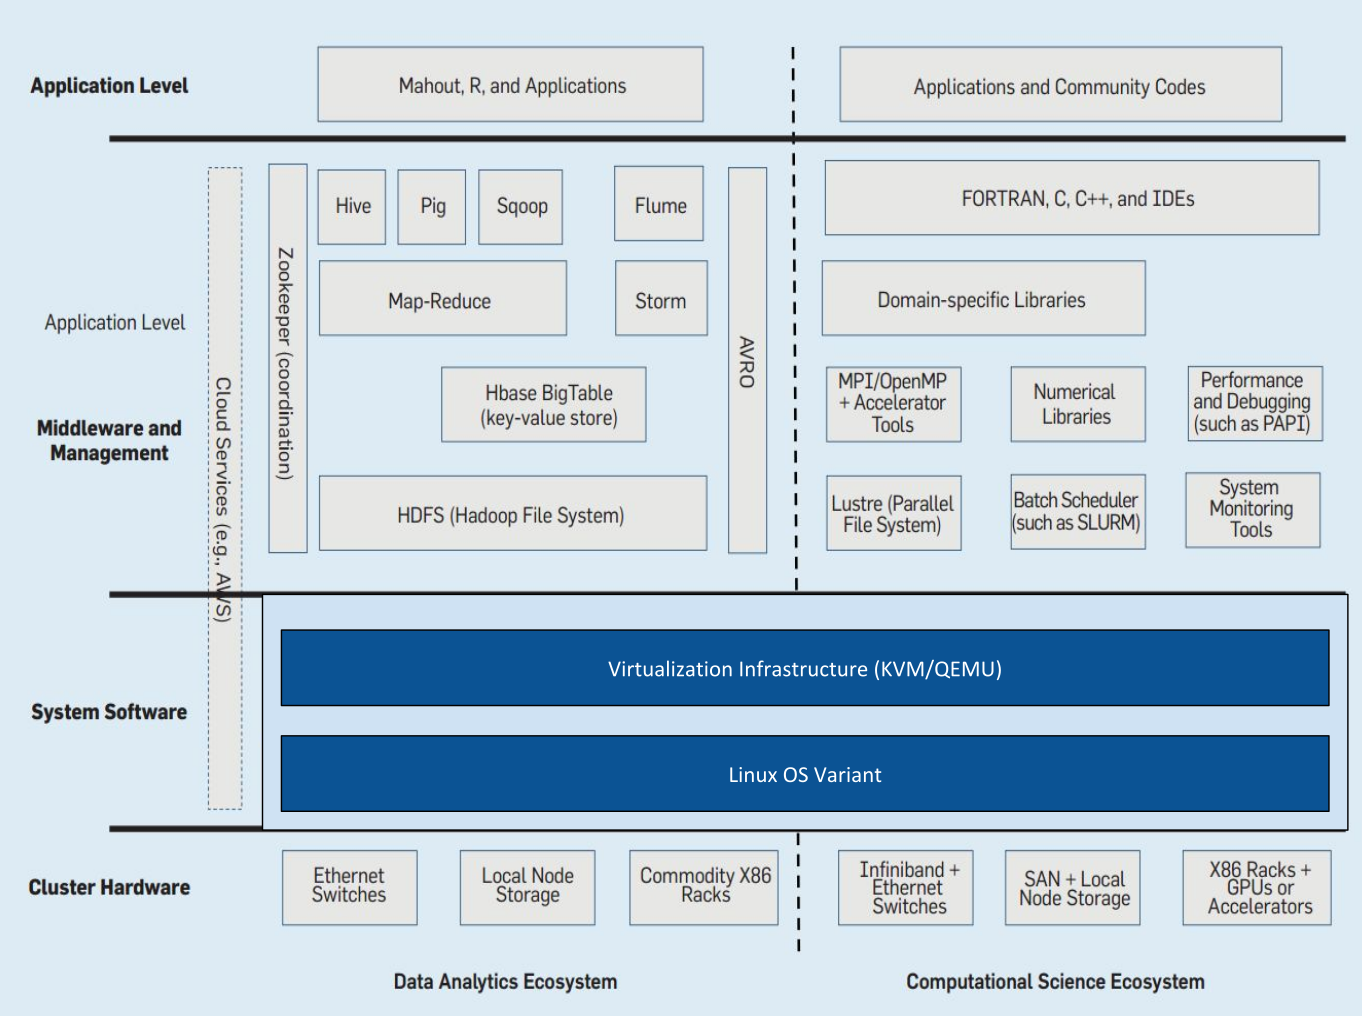 Application Level
Mahout, R, and Applications
Applications and Community Codes
Cloud Services (e.g., AWS)
Zookeeper (coordination)
Hive
Pig
Sqoop
Flume
AVRO
FORTRAN, C, C++, and IDEs
Application Level
Map-Reduce
Storm
Domain-specific Libraries
Middleware and
Management
Hbase BigTable
(key-value store)
MPI/OpenMP
+ Accelerator
Tools
Numerical
Libraries
Performance
and Debugging
(such as PAPI)
HDFS (Hadoop File System)
Lustre (Parallel
File System)
Batch Scheduler
(such as SLURM)
System
Monitoring
Tools
System Software
Virtualization Infrastructure (KVM/QEMU)
Linux OS Variant
Cluster Hardware
Ethernet
Switches
Local Node
Storage
Commodity X86
Racks
Infiniband +
Ethernet
Switches
SAN + Local
Node Storage
X86 Racks +
GPUs or
Accelerators
Data Analytics Ecosystem
Computational Science Ecosystem